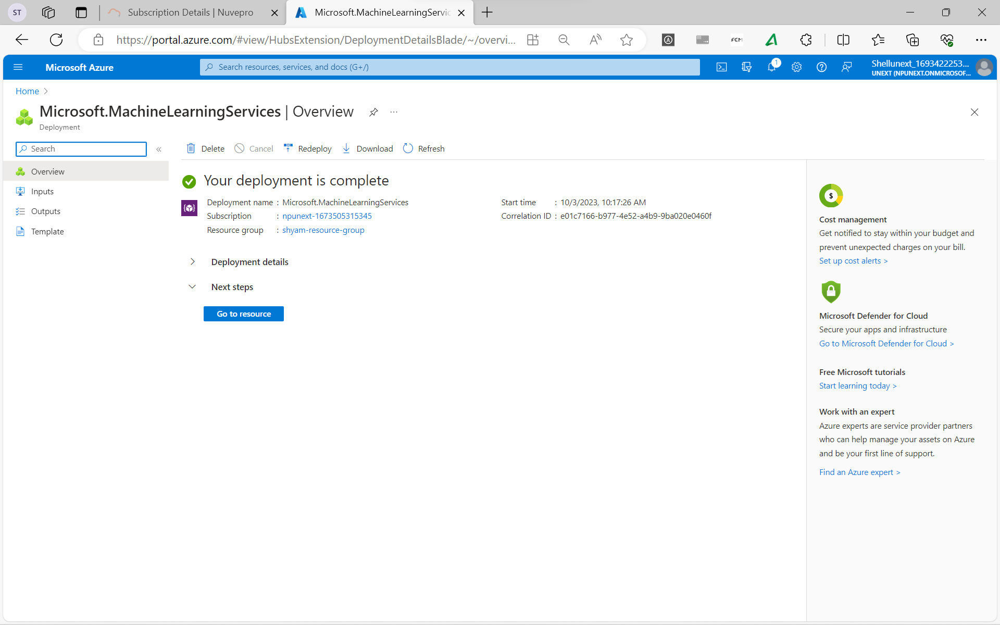 ST
Subscription Details | Nuvepro
Microsoft.MachineLearningServic
https://portal.azure.com/#view/HubsExtension/DeploymentDetailsBlade/~/overvi...
FCM
Microsoft Azure
Search resources, services, and docs (G+/)
1
Shellunext_1693422253...
UNEXT (NPUNEXT.ONMICROSOF...
Home
Microsoft.MachineLearningServices | Overview
Deployment
Search
Delete
Cancel
Redeploy
Download
Refresh
Overview
Inputs
Outputs
Template
Your deployment is complete
Deployment name : Microsoft.MachineLearningServices
Subscription : npunext-1673505315345
Resource group : shyam-resource-group
Start time : 10/3/2023, 10:17:26 AM
Correlation ID : e01c7166-b977-4e52-a4b9-9ba020e0460f
Deployment details
Next steps
Go to resource
$
Cost management
Get notified to stay within your budget and
prevent unexpected charges on your bill.
Set up cost alerts >
Microsoft Defender for Cloud
Secure your apps and infrastructure
Go to Microsoft Defender for Cloud >
Free Microsoft tutorials
Start learning today >
Work with an expert
Azure experts are service provider partners
who can help manage your assets on Azure
and be your first line of support.
Find an Azure expert >